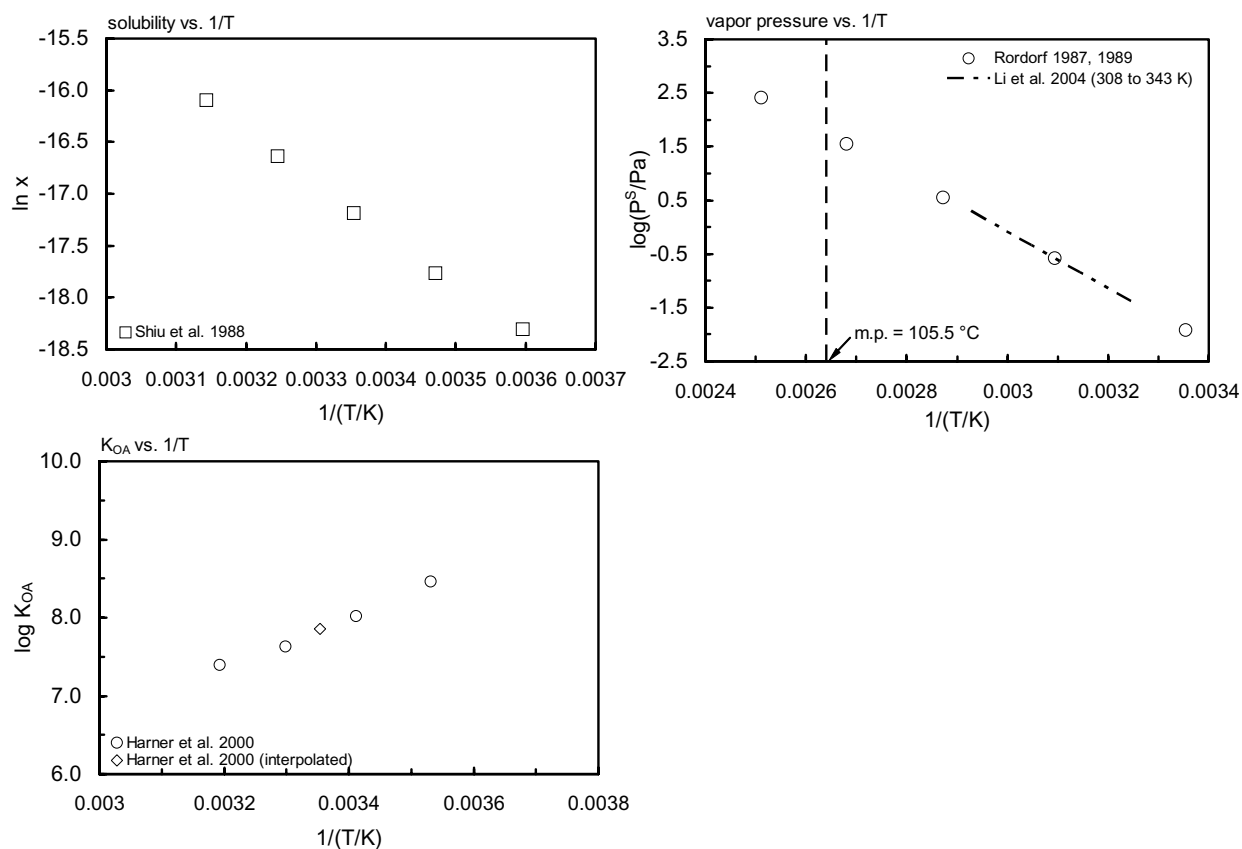 solubility vs. 1/T
-15.5
-16.0
-16.5
-17.0
-17.5
-18.0
-18.5
ln x
Shiu et al. 1988
0.003 0.0031 0.0032 0.0033 0.0034 0.0035 0.0036 0.0037
1/(T/K)
vapor pressure vs. 1/T
3.5
2.5
1.5
0.5
-0.5
-1.5
-2.5
log(PS/Pa)
Rordorf 1987, 1989
Li et al. 2004 (308 to 343 K)
m.p. = 105.5 °C
0.0024 0.0026 0.0028 0.003 0.0032 0.0034
1/(T/K)
KOA vs. 1/T
10.0
9.0
8.0
7.0
6.0
log KOA
Harner et al. 2000
Harner et al. 2000 (interpolated)
0.003 0.0032 0.0034 0.0036 0.0038
1/(T/K)